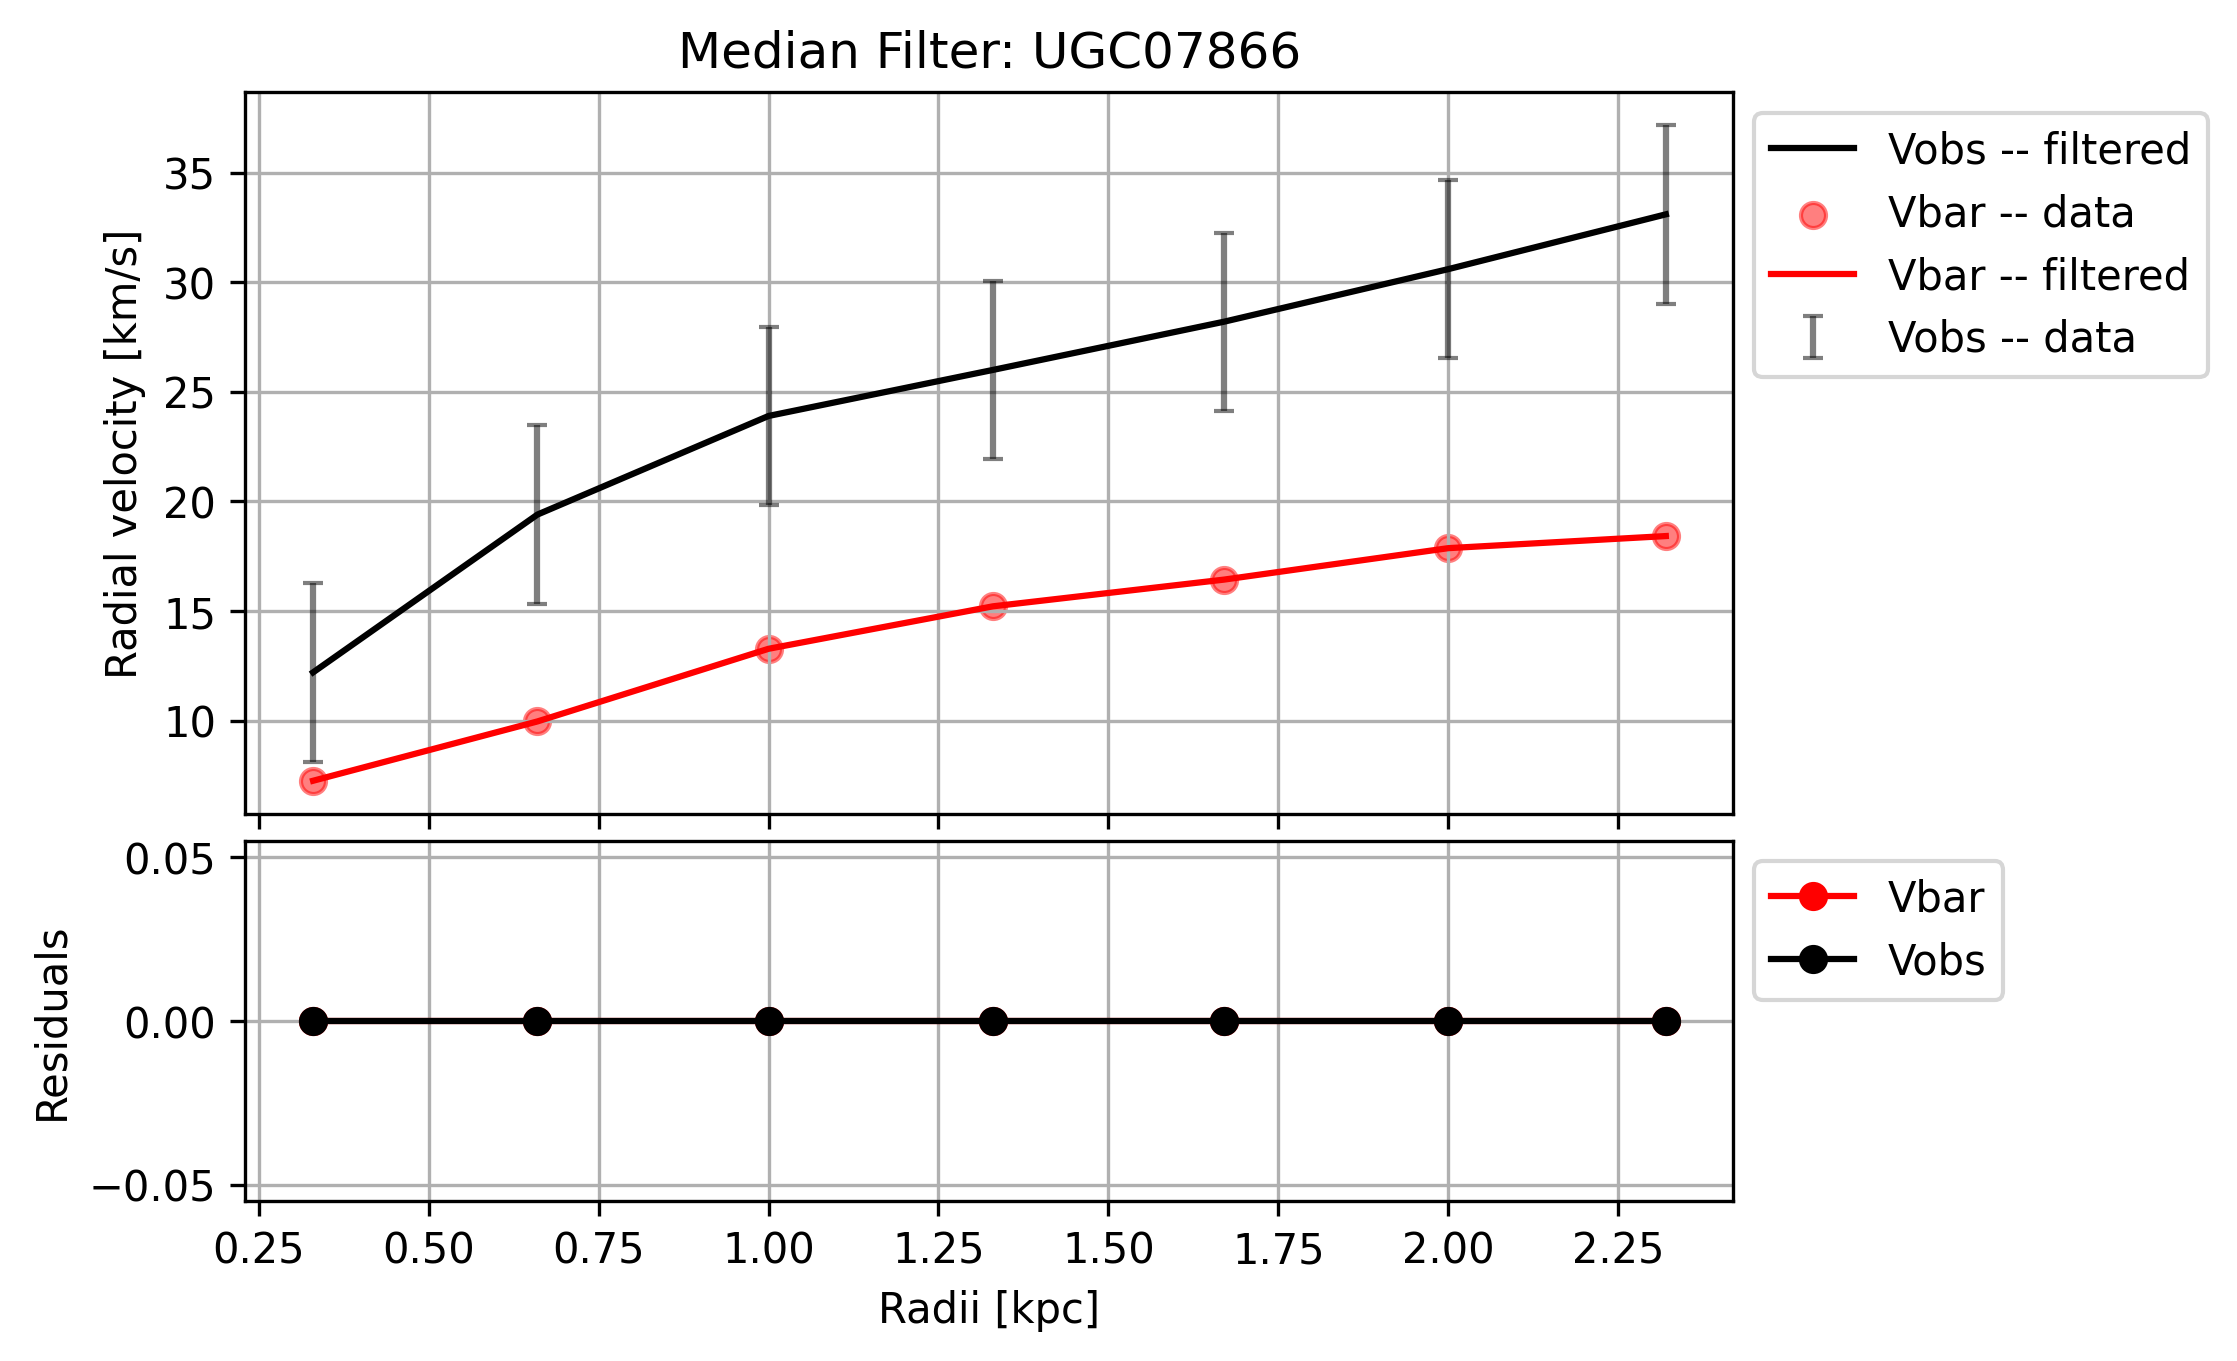 Median Filter: UGC07866
Radial velocity [km/s]
35
30
25
20
15
10
Vobs -- filtered
Vbar -- data
Vbar -- filtered
Vobs -- data
Residuals
0.05
0.00
−0.05
Vbar
Vobs
0.25 0.50 0.75 1.00 1.25 1.50 1.75 2.00 2.25
Radii [kpc]